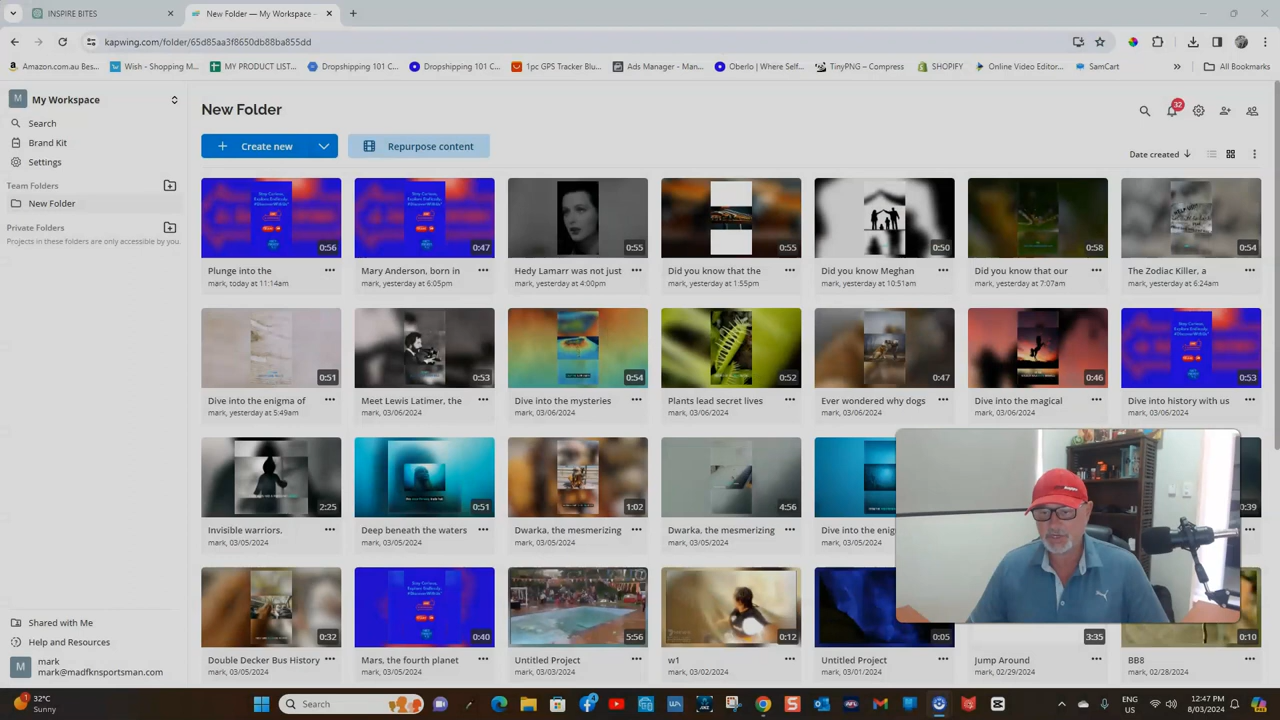 INSPIRE BITES
New Folder — My Workspace -
kapwing.com/folder/65d85aa3f8650db88ba855dd
Amazon.com.au Bes...
Wish - Shopping M...
MY PRODUCT LIST...
Dropshipping 101 C...
Dropshipping 101 C...
1pc GPS Tracker Blu...
Ads Manager - Man...
Oberlo | Where Self...
TinyPNG – Compress
SHOPIFY
Online Video Editor...
SamCart
All Bookmarks
M My Workspace
Search
Brand Kit
Settings
Team Folders
New Folder
Private Folders
Projects in these folders are only accessible by you.
New Folder
32
Create new
Repurpose content
Date created
0:56
0:47
0:55
0:55
0:50
0:58
0:54
Plunge into the
Mary Anderson, born in
Hedy Lamarr was not just
Did you know that the
Did you know Meghan
Did you know that our
The Zodiac Killer, a
mark, today at 11:14am
mark, yesterday at 6:05pm
mark, yesterday at 4:00pm
mark, yesterday at 1:55pm
mark, yesterday at 10:51am
mark, yesterday at 7:07am
mark, yesterday at 6:24am
0:51
0:53
0:54
0:52
0:47
0:46
0:53
Dive into the enigma of
Meet Lewis Latimer, the
Dive into the mysteries
Plants lead secret lives
Ever wondered why dogs
Dive into the magical
Dive into history with us
mark, yesterday at 5:49am
mark, 03/06/2024
mark, 03/06/2024
mark, 03/06/2024
mark, 03/06/2024
mark, 03/06/2024
mark, 03/06/2024
2:25
0:51
1:02
4:56
0:39
Invisible warriors.
Deep beneath the waters
Dwarka, the mesmerizing
Dwarka, the mesmerizing
Dive into the enig
mark, 03/05/2024
mark, 03/05/2024
mark, 03/05/2024
mark, 03/05/2024
mark, 03/05/2024
0:32
0:40
5:56
0:12
0:05
3:35
0:10
Double Decker Bus History
Mars, the fourth planet
Untitled Project
w1
Untitled Project
Jump Around
BB8
mark, 03/05/2024
mark, 03/05/2024
mark, 03/03/2024
mark, 03/02/2024
mark, 03/01/2024
mark, 02/29/2024
mark, 02/28/2024
Shared with Me
Help and Resources
M mark
mark@madfknsportsman.com
32°C
Sunny
Search
ENG
US
12:47 PM
8/03/2024